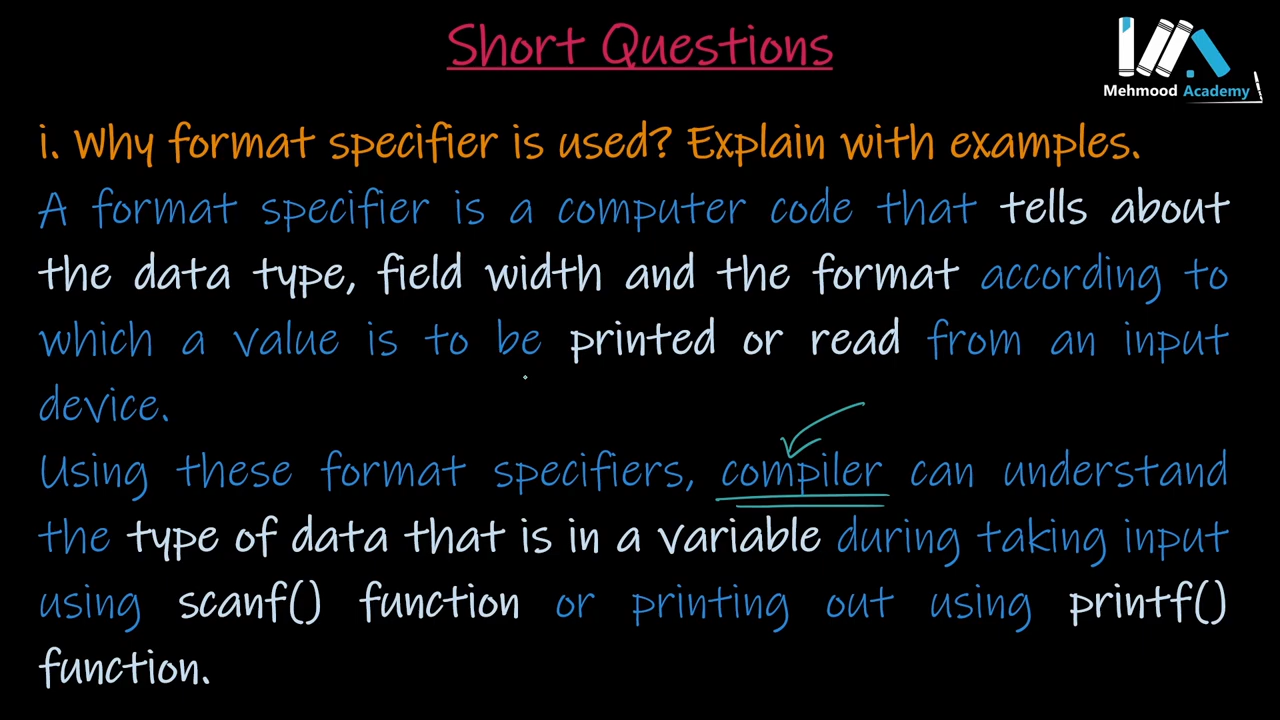 Short Questions
Mehmood Academy
i. Why format specifier is used? Explain with examples.
A format specifier is a computer code that tells about
the data type, field width and the format according to
which a value is to be printed or read from an input
device.
Using these format specifiers, compiler can understand
the type of data that is in a variable during taking input
using scanf() function or printing out using printf()
function.